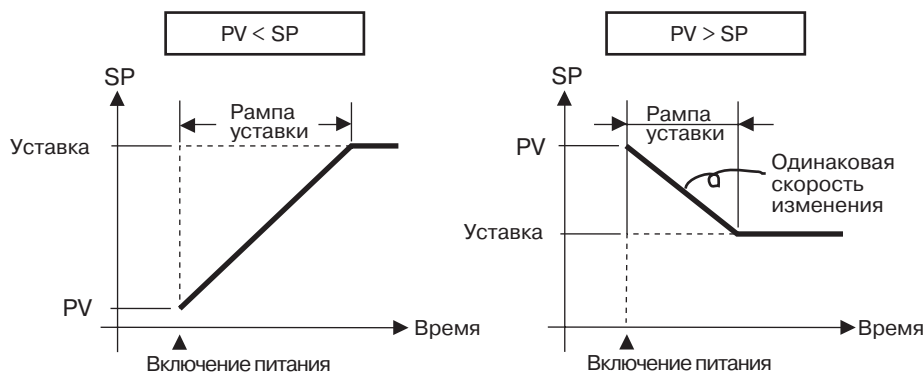 PV < SP
SP
Рампа
уставки
Уставка
PV
Время
Включение питания
PV > SP
SP
Рампа
уставки
PV
Одинаковая
скорость
изменения
Уставка
Время
Включение питания